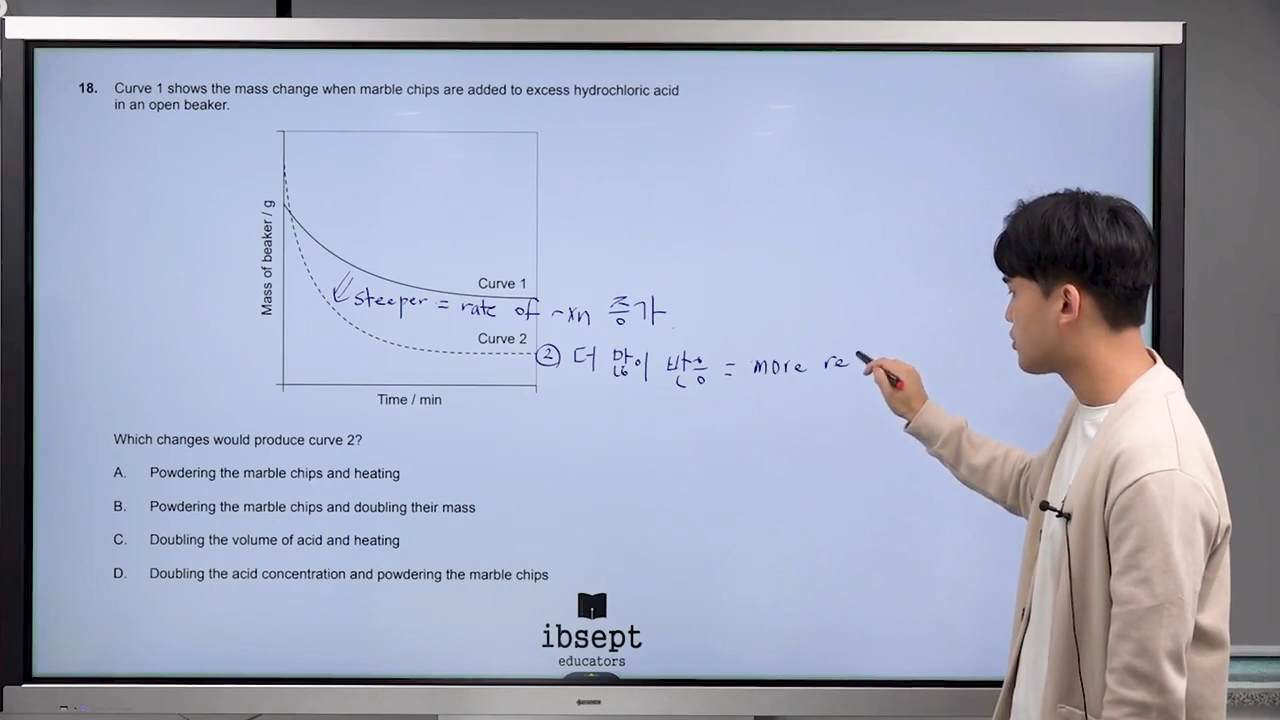 18. Curve 1 shows the mass change when marble chips are added to excess hydrochloric acid
in an open beaker.
Mass of beaker / g
Curve 1
steeper = rate of rxn 증가
Curve 2
② 더 많이 반응 = more re
Time / min
Which changes would produce curve 2?
A. Powdering the marble chips and heating
B. Powdering the marble chips and doubling their mass
C. Doubling the volume of acid and heating
D. Doubling the acid concentration and powdering the marble chips
ibsept
educators